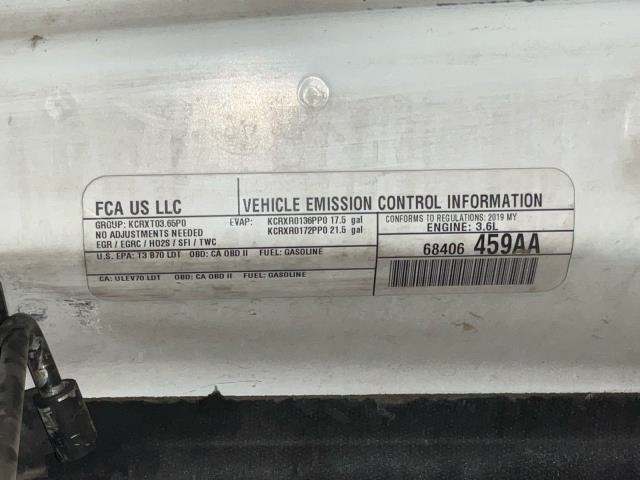 FCA US LLC
VEHICLE EMISSION CONTROL INFORMATION
GROUP: KCRXT03.65P0
EVAP: KCRXR0136PP0 17.5 gal
KCRXR0172PP0 21.5 gal
NO ADJUSTMENTS NEEDED
EGR / EGRC / HO2S / SFI / TWC
CONFORMS TO REGULATIONS: 2019 MY
ENGINE: 3.6L
U.S. EPA: T3 B70 LDT OBD: CA OBD II FUEL: GASOLINE
68406 459AA
CA: ULEV70 LDT OBD: CA OBD II FUEL: GASOLINE